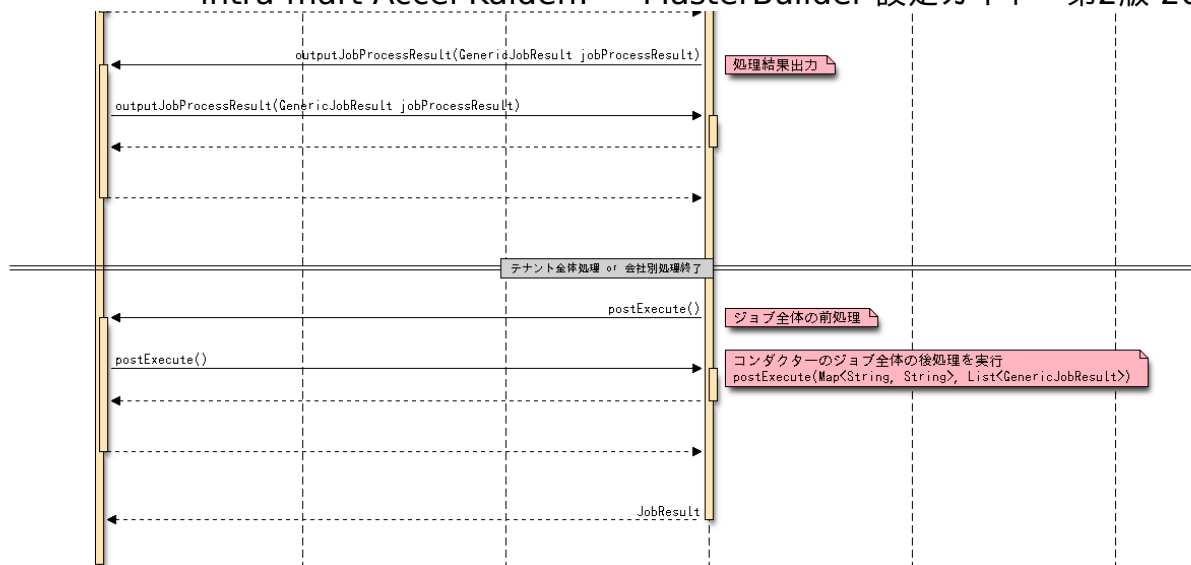 outputJobProcessResult(GenericJobResult jobProcessResult)
処理結果出力
outputJobProcessResult(GenericJobResult jobProcessResult)
テナント全体処理 or 会社別処理終了
postExecute()
ジョブ全体の前処理
postExecute()
コンダクターのジョブ全体の後処理を実行
postExecute(Map<String, String>, List<GenericJobResult>)
JobResult